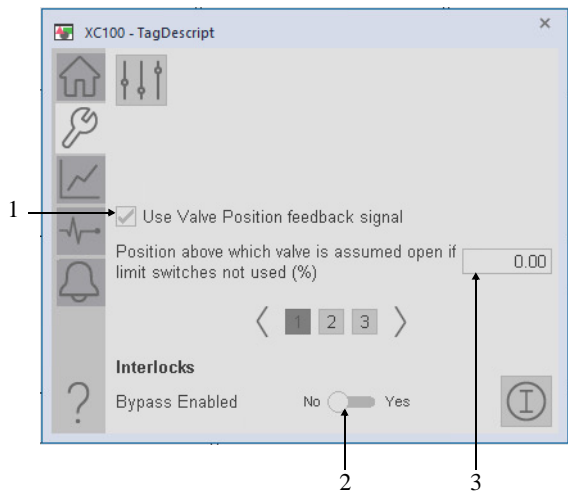 XC100 - TagDescript
×
1
Use Valve Position feedback signal
Position above which valve is assumed open if
limit switches not used (%)
0.00
1 2 3
Interlocks
Bypass Enabled No Yes
?
2
3